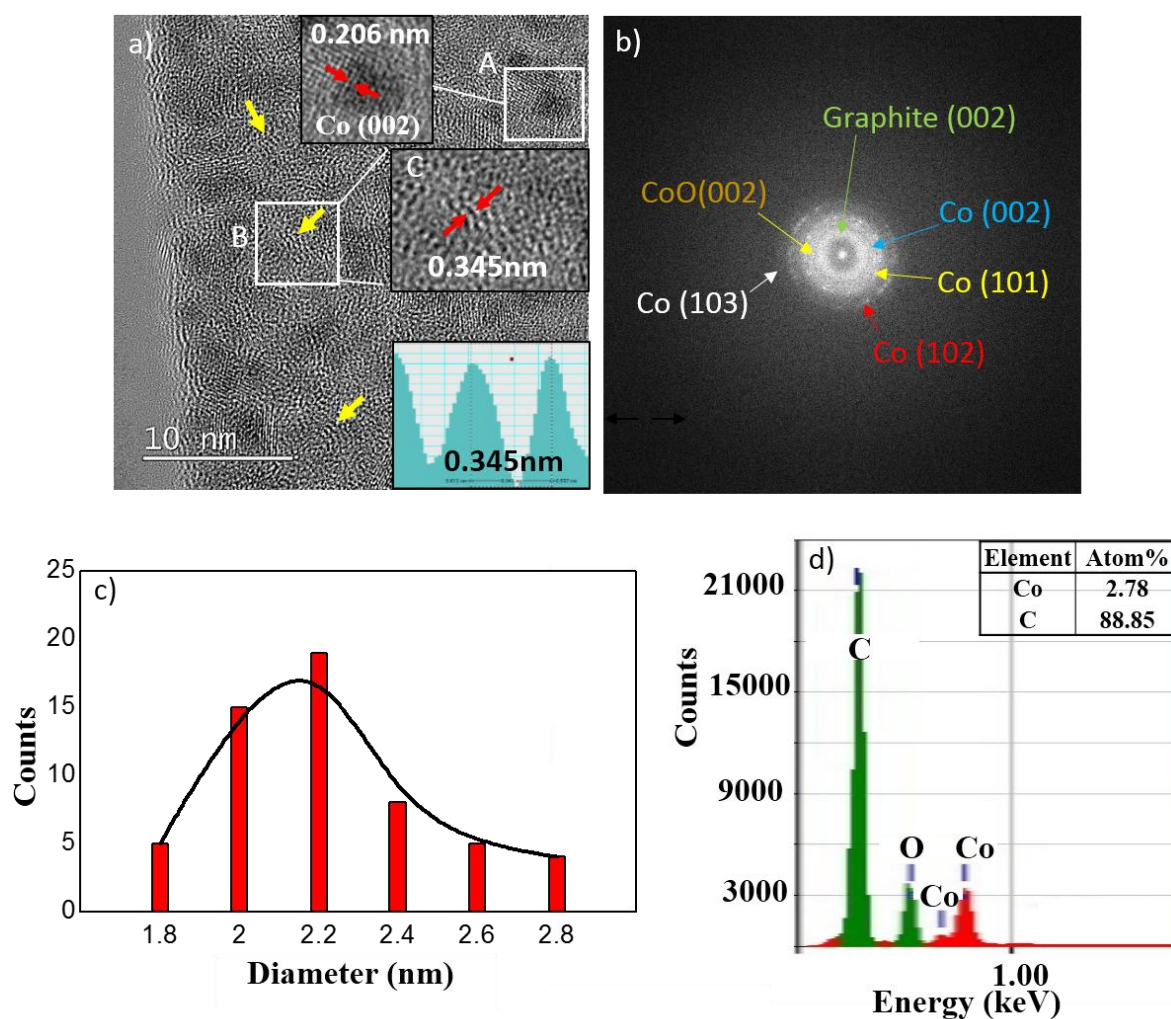 a)
0.206 nm
Co (002)
A
C
0.345nm
B
10 nm
0.345nm
b)
Graphite (002)
CoO(002)
Co (002)
Co (101)
Co (103)
Co (102)
c)
25
20
15
10
5
0
Counts
1.8 2 2.2 2.4 2.6 2.8
Diameter (nm)
d)
Element Atom%
Co 2.78
C 88.85
21000
15000
9000
3000
Counts
C
O
Co
Co
1.00
Energy (keV)